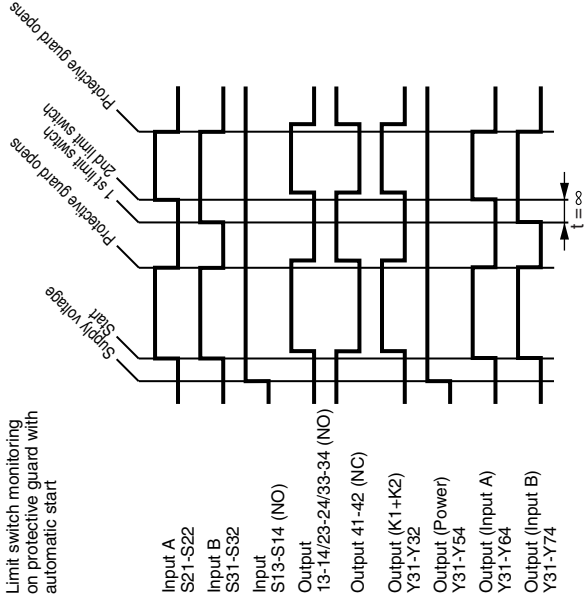 Limit switch monitoring
on protective guard with
automatic start
Supply voltage
Start
Protective guard opens
1 st limit switch
2nd limit switch
Protective guard opens
Input A
S21-S22
Input B
S31-S32
Input
S13-S14 (NO)
Output
13-14/23-24/33-34 (NO)
Output 41-42 (NC)
Output (K1+K2)
Y31-Y32
Output (Power)
Y31-Y54
Output (Input A)
Y31-Y64
Output (Input B)
Y31-Y74
t = ∞